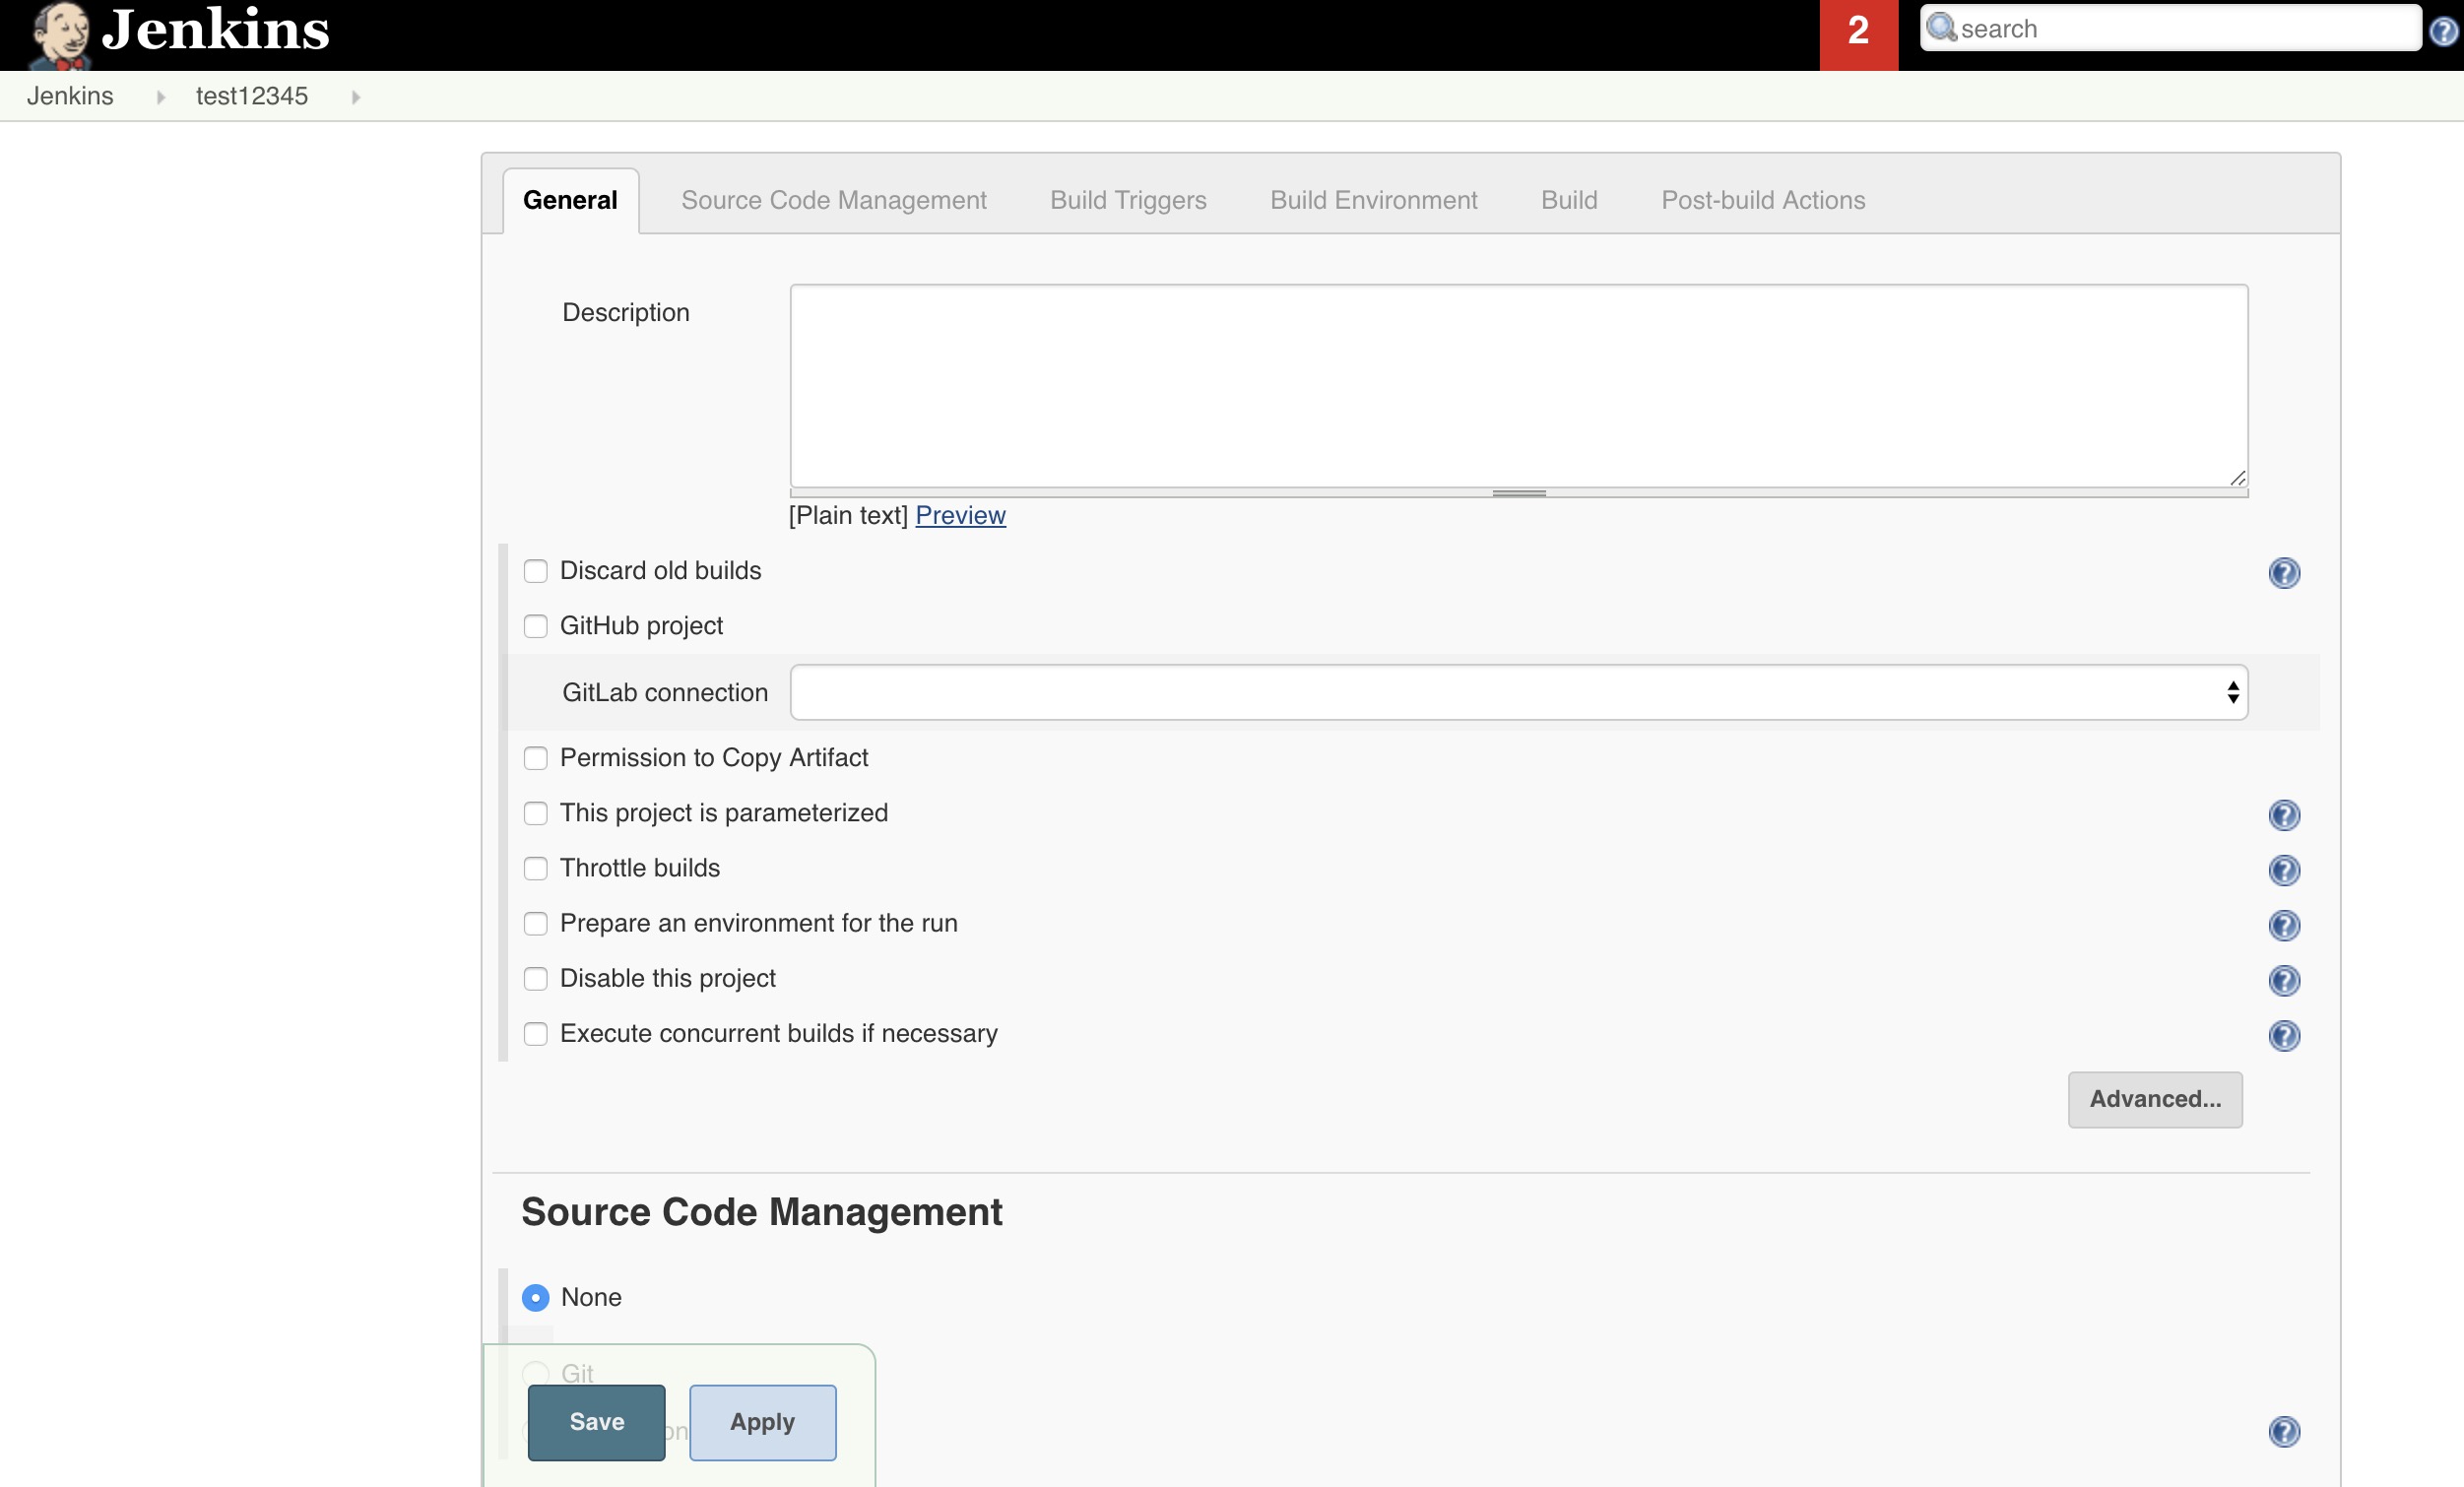 Jenkins
2
search
Jenkins test12345
General Source Code Management Build Triggers Build Environment Build Post-build Actions
Description
[Plain text] Preview
Discard old builds
GitHub project
GitLab connection
Permission to Copy Artifact
This project is parameterized
Throttle builds
Prepare an environment for the run
Disable this project
Execute concurrent builds if necessary
Advanced...
Source Code Management
None
Git
Save Apply